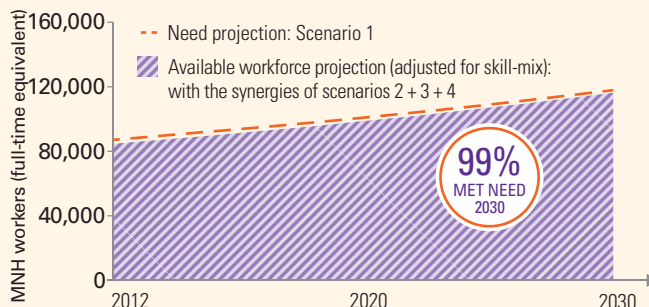 MNH workers (full-time equivalent)
160,000
120,000
80,000
40,000
0
Need projection: Scenario 1
Available workforce projection (adjusted for skill-mix):
with the synergies of scenarios 2 + 3 + 4
99%
MET NEED
2030
2012
2020
2030